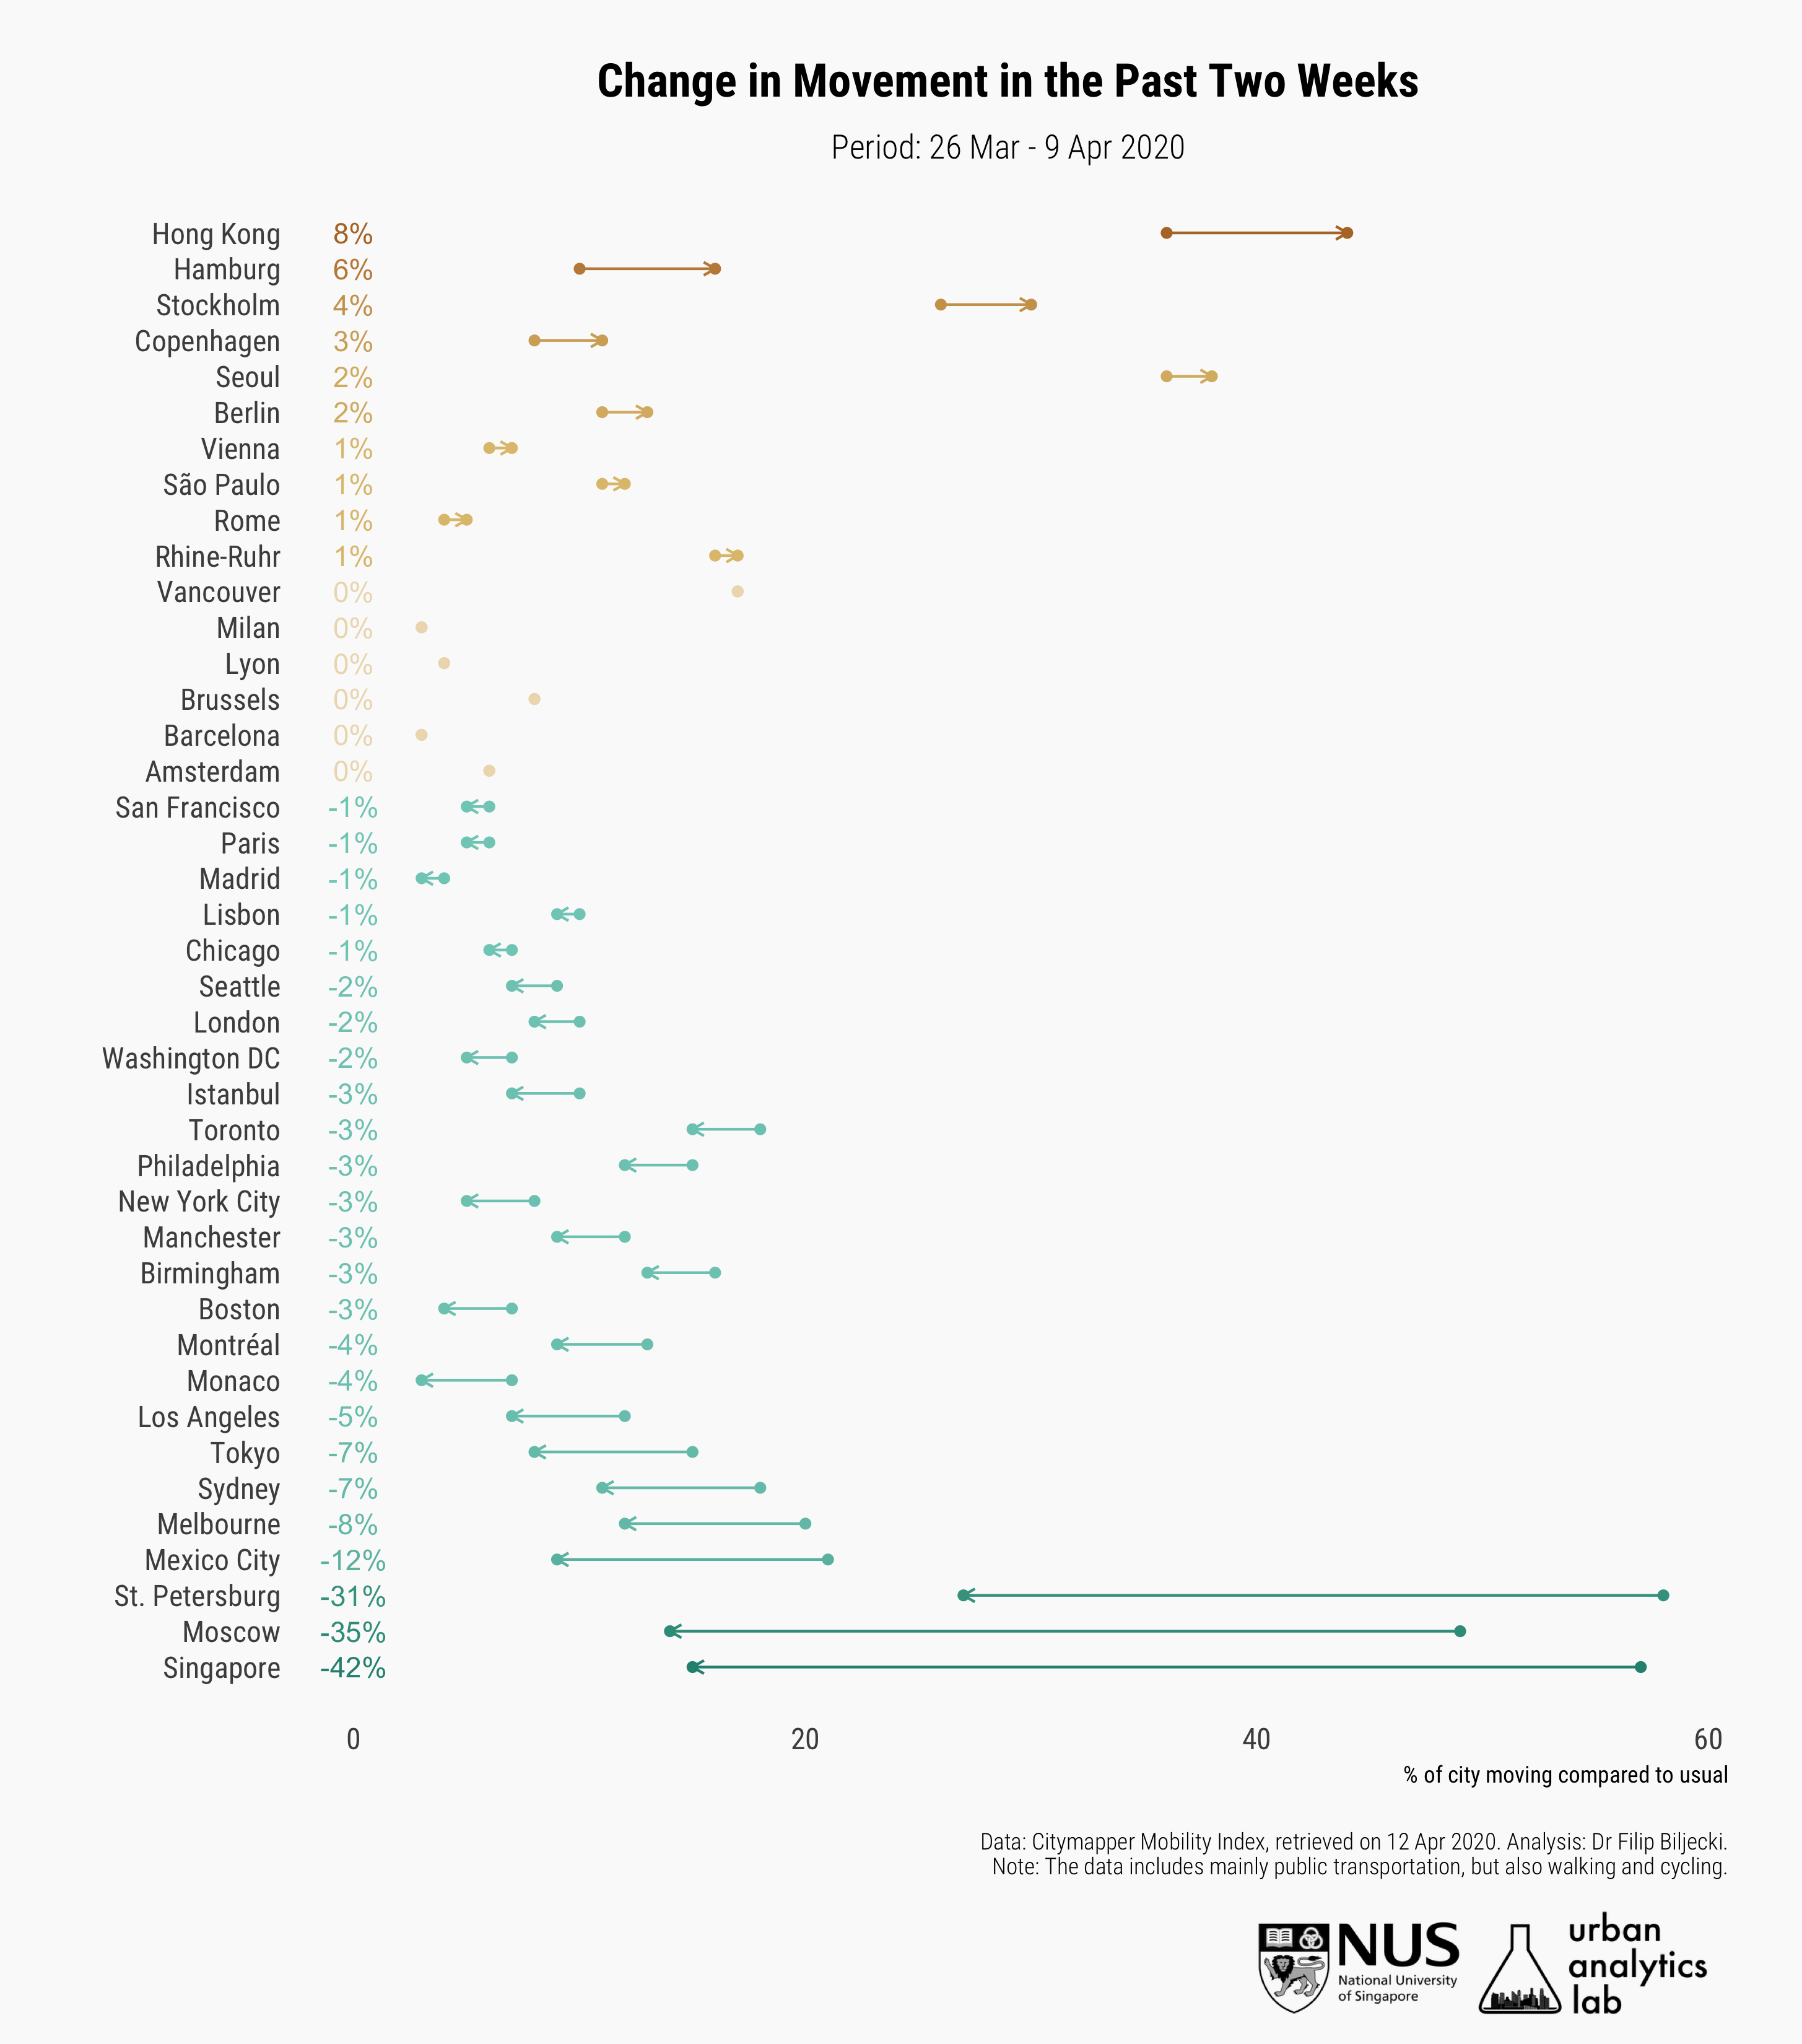 Change in Movement in the Past Two Weeks
Period: 26 Mar - 9 Apr 2020
Hong Kong 8%
Hamburg 6%
Stockholm 4%
Copenhagen 3%
Seoul 2%
Berlin 2%
Vienna 1%
São Paulo 1%
Rome 1%
Rhine-Ruhr 1%
Vancouver 0%
Milan 0%
Lyon 0%
Brussels 0%
Barcelona 0%
Amsterdam 0%
San Francisco -1%
Paris -1%
Madrid -1%
Lisbon -1%
Chicago -1%
Seattle -2%
London -2%
Washington DC -2%
Istanbul -3%
Toronto -3%
Philadelphia -3%
New York City -3%
Manchester -3%
Birmingham -3%
Boston -3%
Montréal -4%
Monaco -4%
Los Angeles -5%
Tokyo -7%
Sydney -7%
Melbourne -8%
Mexico City -12%
St. Petersburg -31%
Moscow -35%
Singapore -42%
0 20 40 60
% of city moving compared to usual
Data: Citymapper Mobility Index, retrieved on 12 Apr 2020. Analysis: Dr Filip Biljecki.
Note: The data includes mainly public transportation, but also walking and cycling.
NUS
National University
of Singapore
urban
analytics
lab